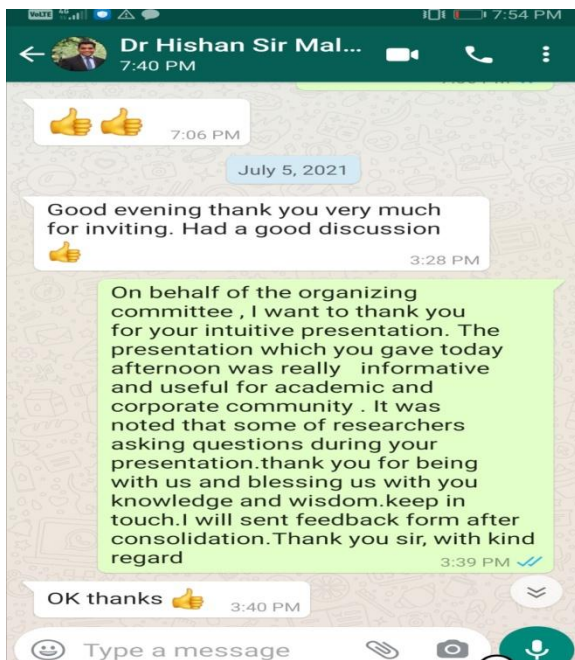 VoLTE 4G 7:54 PM
Dr Hishan Sir Mal...
7:40 PM
7:06 PM
July 5, 2021
Good evening thank you very much
for inviting. Had a good discussion
3:28 PM
On behalf of the organizing
committee , I want to thank you
for your intuitive presentation. The
presentation which you gave today
afternoon was really informative
and useful for academic and
corporate community . It was
noted that some of researchers
asking questions during your
presentation.thank you for being
with us and blessing us with you
knowledge and wisdom.keep in
touch.I will sent feedback form after
consolidation.Thank you sir, with kind
regard
3:39 PM
OK thanks
3:40 PM
Type a message